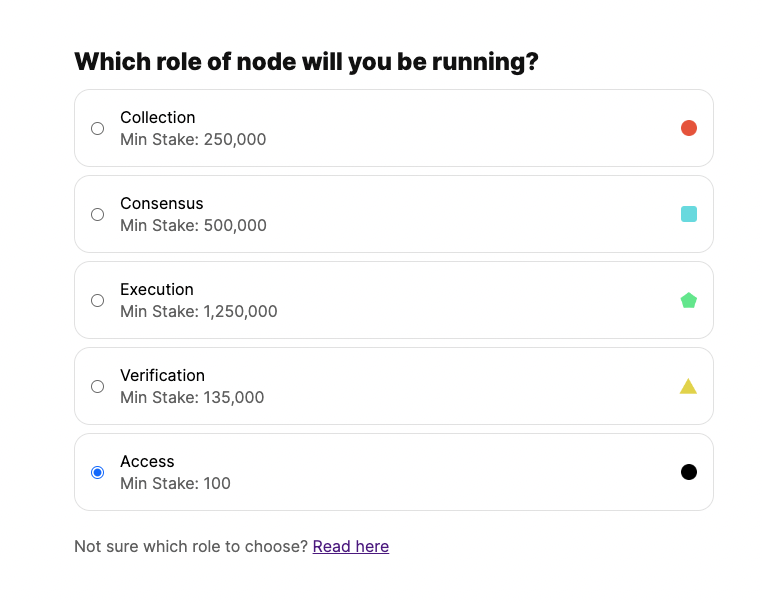 Which role of node will you be running?
Collection
Min Stake: 250,000
Consensus
Min Stake: 500,000
Execution
Min Stake: 1,250,000
Verification
Min Stake: 135,000
Access
Min Stake: 100
Not sure which role to choose? Read here